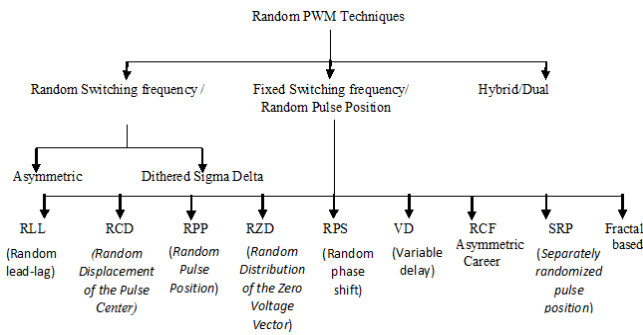 Random PWM Techniques
Random Switching frequency /
Fixed Switching frequency/
Random Pulse Position
Hybrid/Dual
Asymmetric
Dithered Sigma Delta
RLL
(Random
lead-lag)
RCD
(Random
Displacement
of the Pulse
Center)
RPP
(Random
Pulse
Position)
RZD
(Random
Distribution
of the Zero
Voltage
Vector)
RPS
(Random
phase
shift)
VD
(Variable
delay)
RCF
Asymmetric
Career
SRP
(Separately
randomized
pulse
position)
Fractal
based